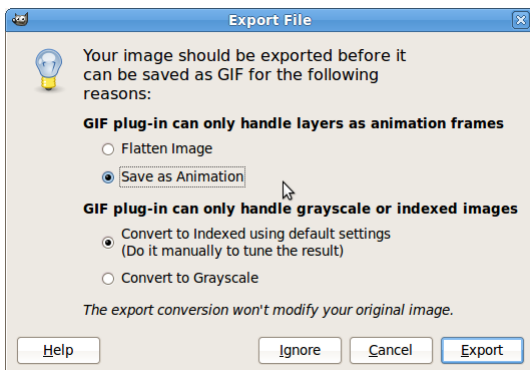 Export File
Your image should be exported before it
can be saved as GIF for the following
reasons:
GIF plug-in can only handle layers as animation frames
Flatten Image
Save as Animation
GIF plug-in can only handle grayscale or indexed images
Convert to Indexed using default settings
(Do it manually to tune the result)
Convert to Grayscale
The export conversion won't modify your original image.
Help Ignore Cancel Export